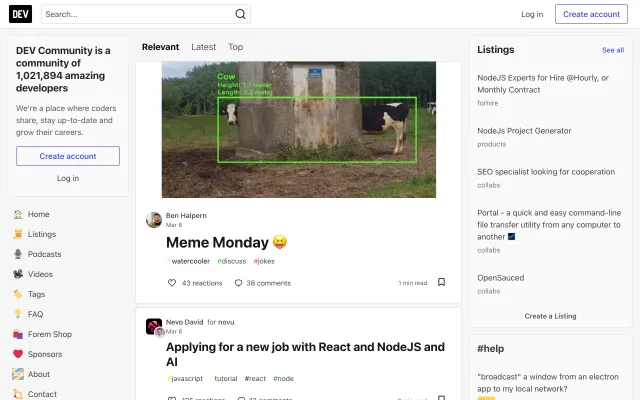 DEV
Search...
Log in
Create account
DEV Community is a
community of
1,021,894 amazing
developers
We're a place where coders
share, stay up-to-date and
grow their careers.
Create account
Log in
Home
Listings
Podcasts
Videos
Tags
FAQ
Forem Shop
Sponsors
About
Contact
Relevant
Latest
Top
Cow
Height: 1.7 meter
Length: 5.2 meter
Ben Halpern
Mar 6
Meme Monday
#watercooler #discuss #jokes
43 reactions
38 comments
1 min read
Nevo David for novu
Mar 6
Applying for a new job with React and NodeJS and
AI
#javascript #tutorial #react #node
Listings
See all
NodeJS Experts for Hire @Hourly, or
Monthly Contract
forhire
NodeJs Project Generator
products
SEO specialist looking for cooperation
collabs
Portal - a quick and easy command-line
file transfer utility from any computer to
another
collabs
OpenSauced
collabs
Create a Listing
#help
"broadcast" a window from an electron
app to my local network?